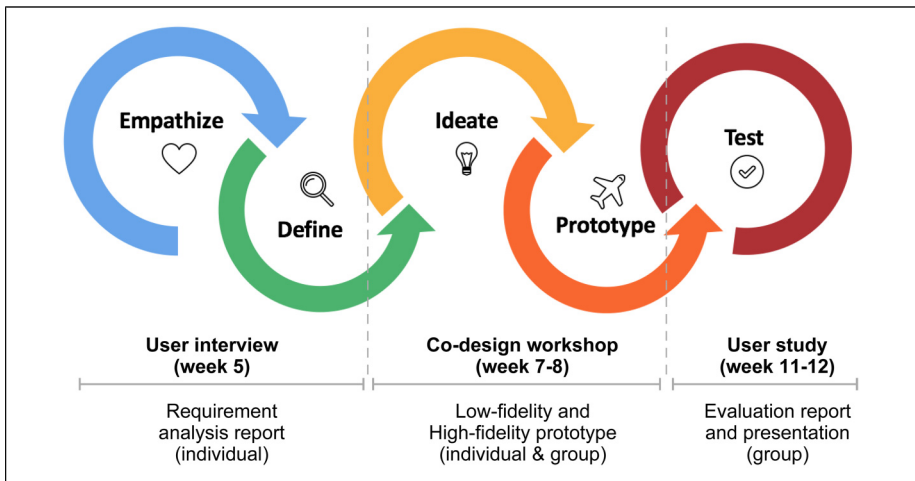 Empathize
Define
Ideate
Prototype
Test
User interview
(week 5)
Requirement
analysis report
(individual)
Co-design workshop
(week 7-8)
Low-fidelity and
High-fidelity prototype
(individual & group)
User study
(week 11-12)
Evaluation report
and presentation
(group)